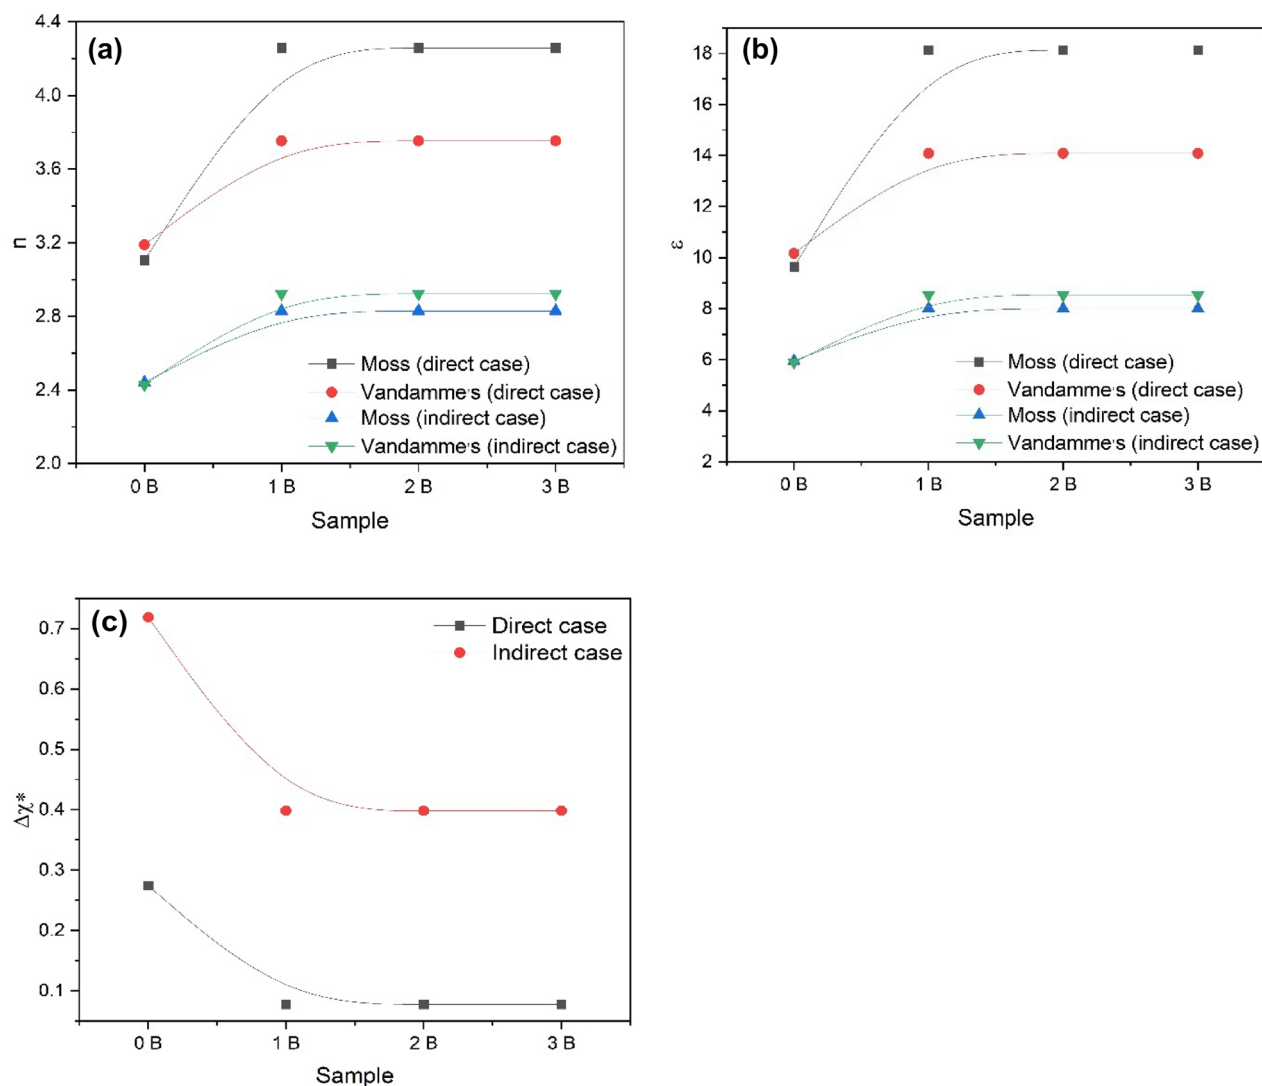 (a)
4.4
4.0
3.6
3.2
2.8
2.4
2.0
n
Moss (direct case)
Vandamme,s (direct case)
Moss (indirect case)
Vandamme,s (indirect case)
0 B 1 B 2 B 3 B
Sample
(b)
18
16
14
12
10
8
6
4
2
ε
Moss (direct case)
Vandamme,s (direct case)
Moss (indirect case)
Vandamme,s (indirect case)
0 B 1 B 2 B 3 B
Sample
(c)
0.7
0.6
0.5
0.4
0.3
0.2
0.1
Δχ*
Direct case
Indirect case
0 B 1 B 2 B 3 B
Sample